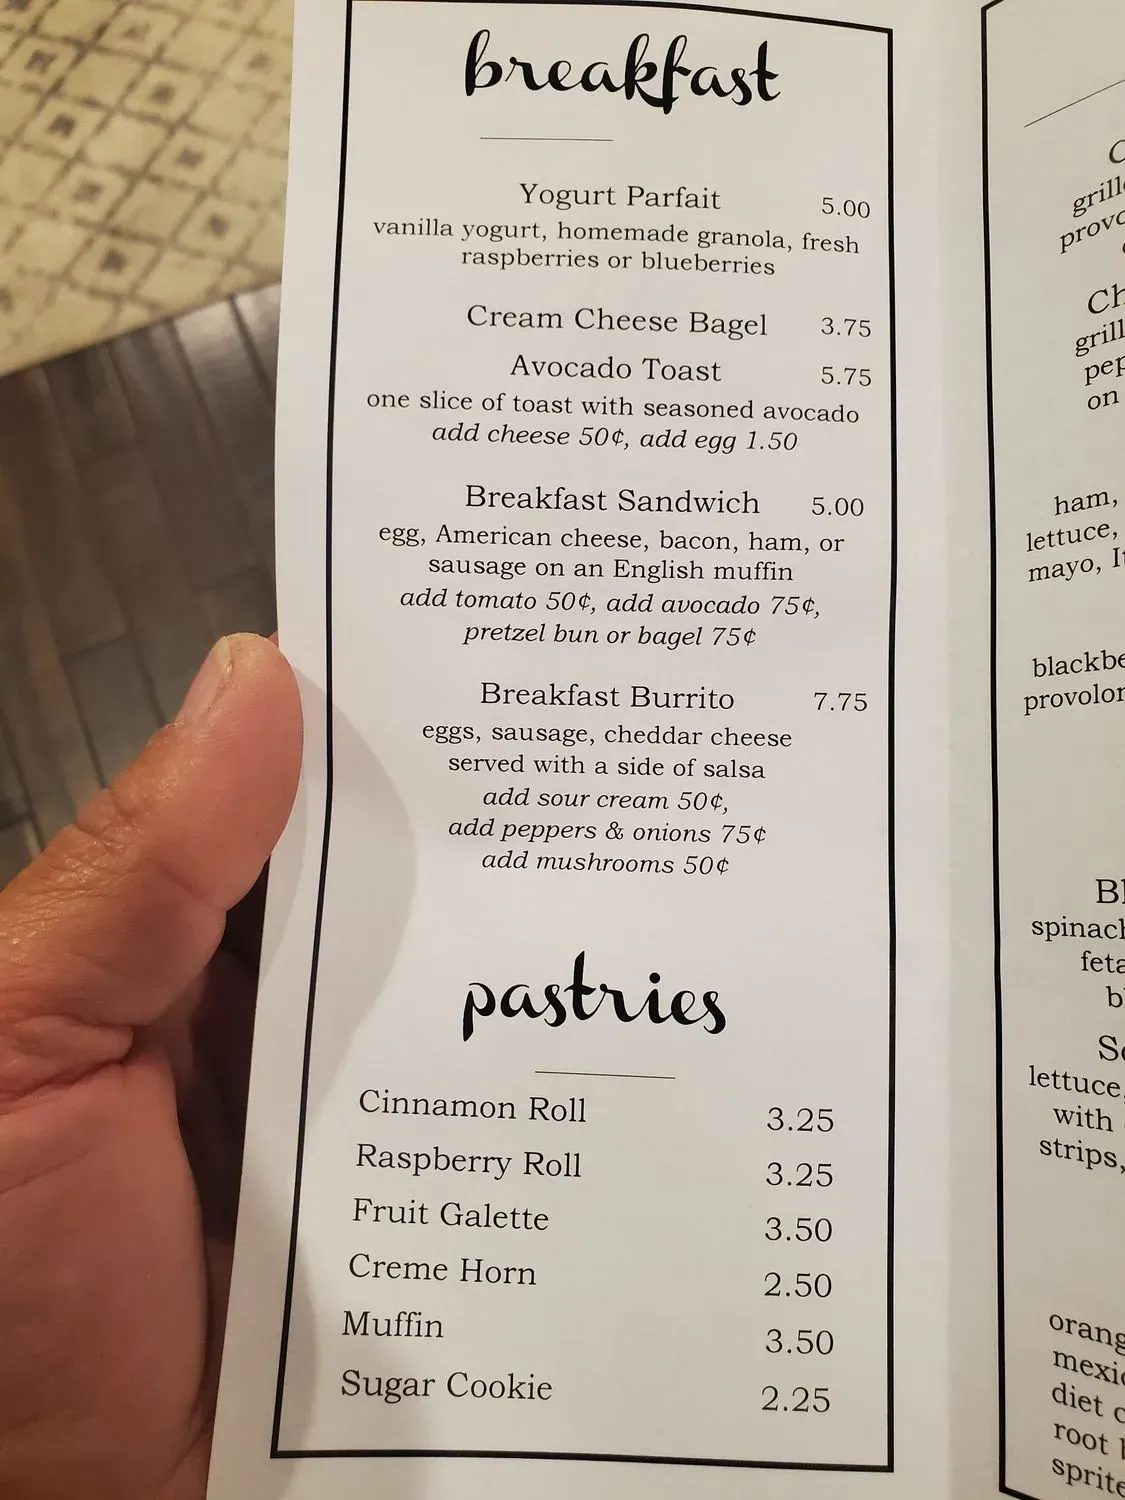 breakfast
Yogurt Parfait 5.00
vanilla yogurt, homemade granola, fresh
raspberries or blueberries
Cream Cheese Bagel 3.75
Avocado Toast 5.75
one slice of toast with seasoned avocado
add cheese 50¢, add egg 1.50
Breakfast Sandwich 5.00
egg, American cheese, bacon, ham, or
sausage on an English muffin
add tomato 50¢, add avocado 75¢,
pretzel bun or bagel 75¢
Breakfast Burrito 7.75
eggs, sausage, cheddar cheese
served with a side of salsa
add sour cream 50¢,
add peppers & onions 75¢
add mushrooms 50¢
pastries
Cinnamon Roll 3.25
Raspberry Roll 3.25
Fruit Galette 3.50
Creme Horn 2.50
Muffin 3.50
Sugar Cookie 2.25
on
ham,
lettuce,
mayo,
lettuce,
with
strips,
diet
root
sprite